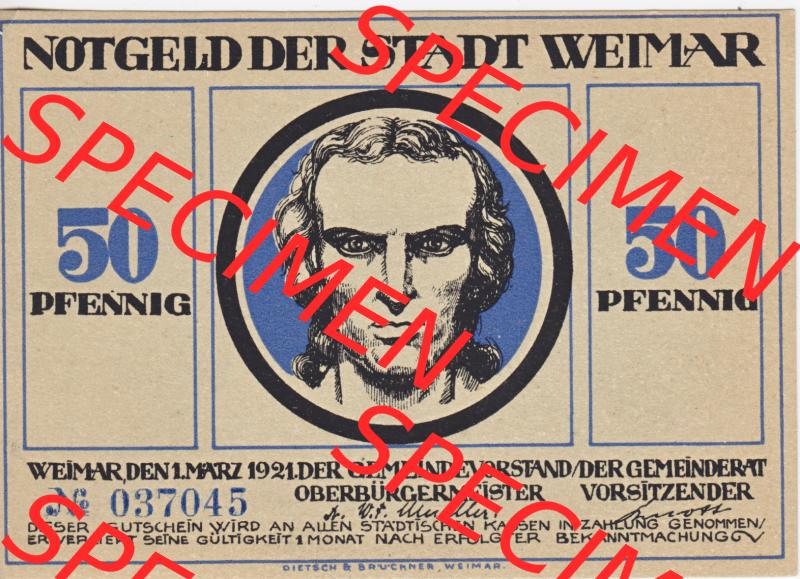 NOTGELD DER STADT WEIMAR
50
PFENNIG
50
PFENNIG
WEIMAR, DEN 1. MÄRZ 1921. DER GEMEINDEVORSTAND/DER GEMEINDERAT
OBERBÜRGERMEISTER VORSITZENDER
№ 037045
DIESER GUTSCHEIN WIRD AN ALLEN STÄDTISCHEN KASSEN IN ZAHLUNG GENOMMEN/
ER VERLIERT SEINE GÜLTIGKEIT 1 MONAT NACH ERFOLGTER BEKANNTMACHUNG
DIETSCH & BRÜCKNER, WEIMAR.
SPECIMEN
SPECIMEN
SPECIMEN
SPECIMEN